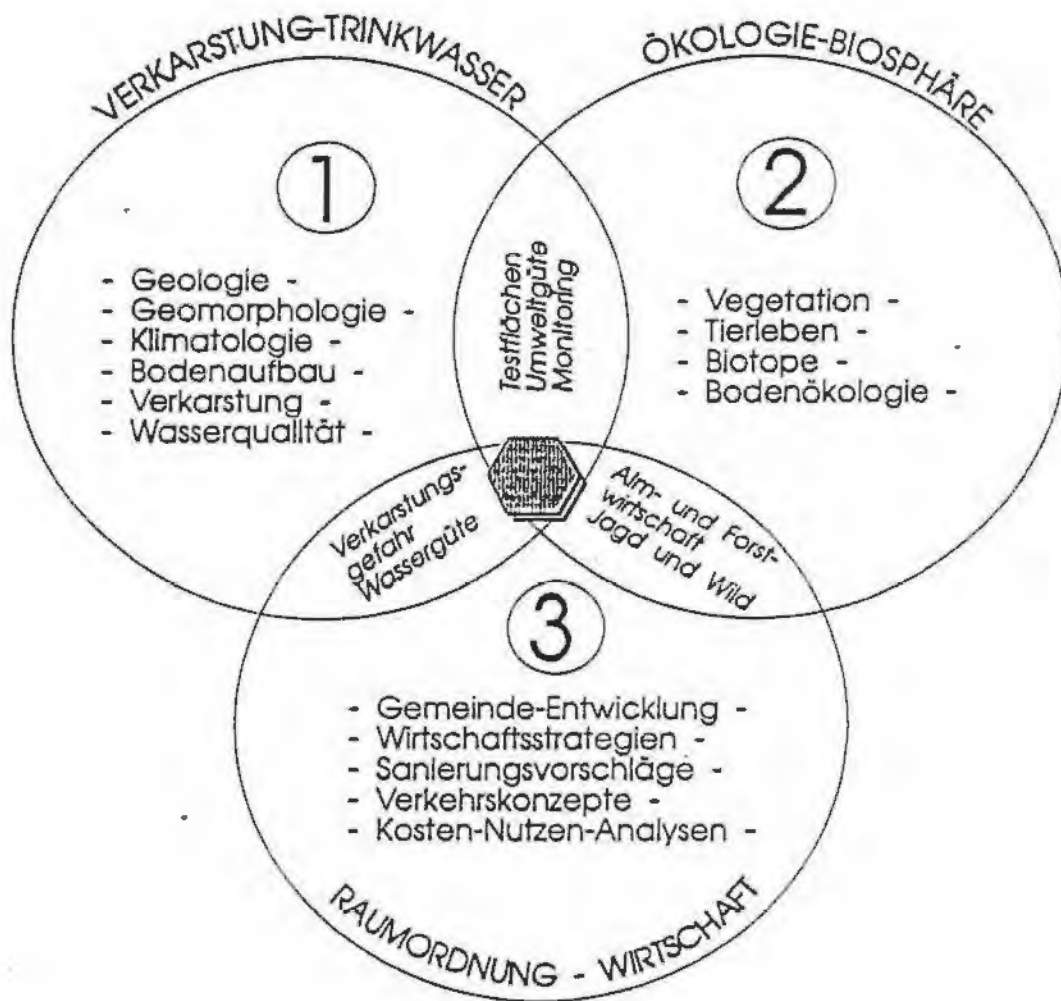 VERKARSTUNG-TRINKWASSER
1
- Geologie -
- Geomorphologie -
- Klimatologie -
- Bodenaufbau -
- Verkarstung -
- Wasserqualität -
ÖKOLOGIE-BIOSPHÄRE
2
- Vegetation -
- Tierleben -
- Biotope -
- Bodenökologie -
Testflächen
Umweltgüte
Monitoring
Verkarstungs-
gefahr
Wassergüte
Alm- und Forst-
wirtschaft
Jagd und Wild
3
- Gemeinde-Entwicklung -
- Wirtschaftsstrategien -
- Sanierungsvorschläge -
- Verkehrskonzepte -
- Kosten-Nutzen-Analysen -
RAUMORDNUNG - WIRTSCHAFT